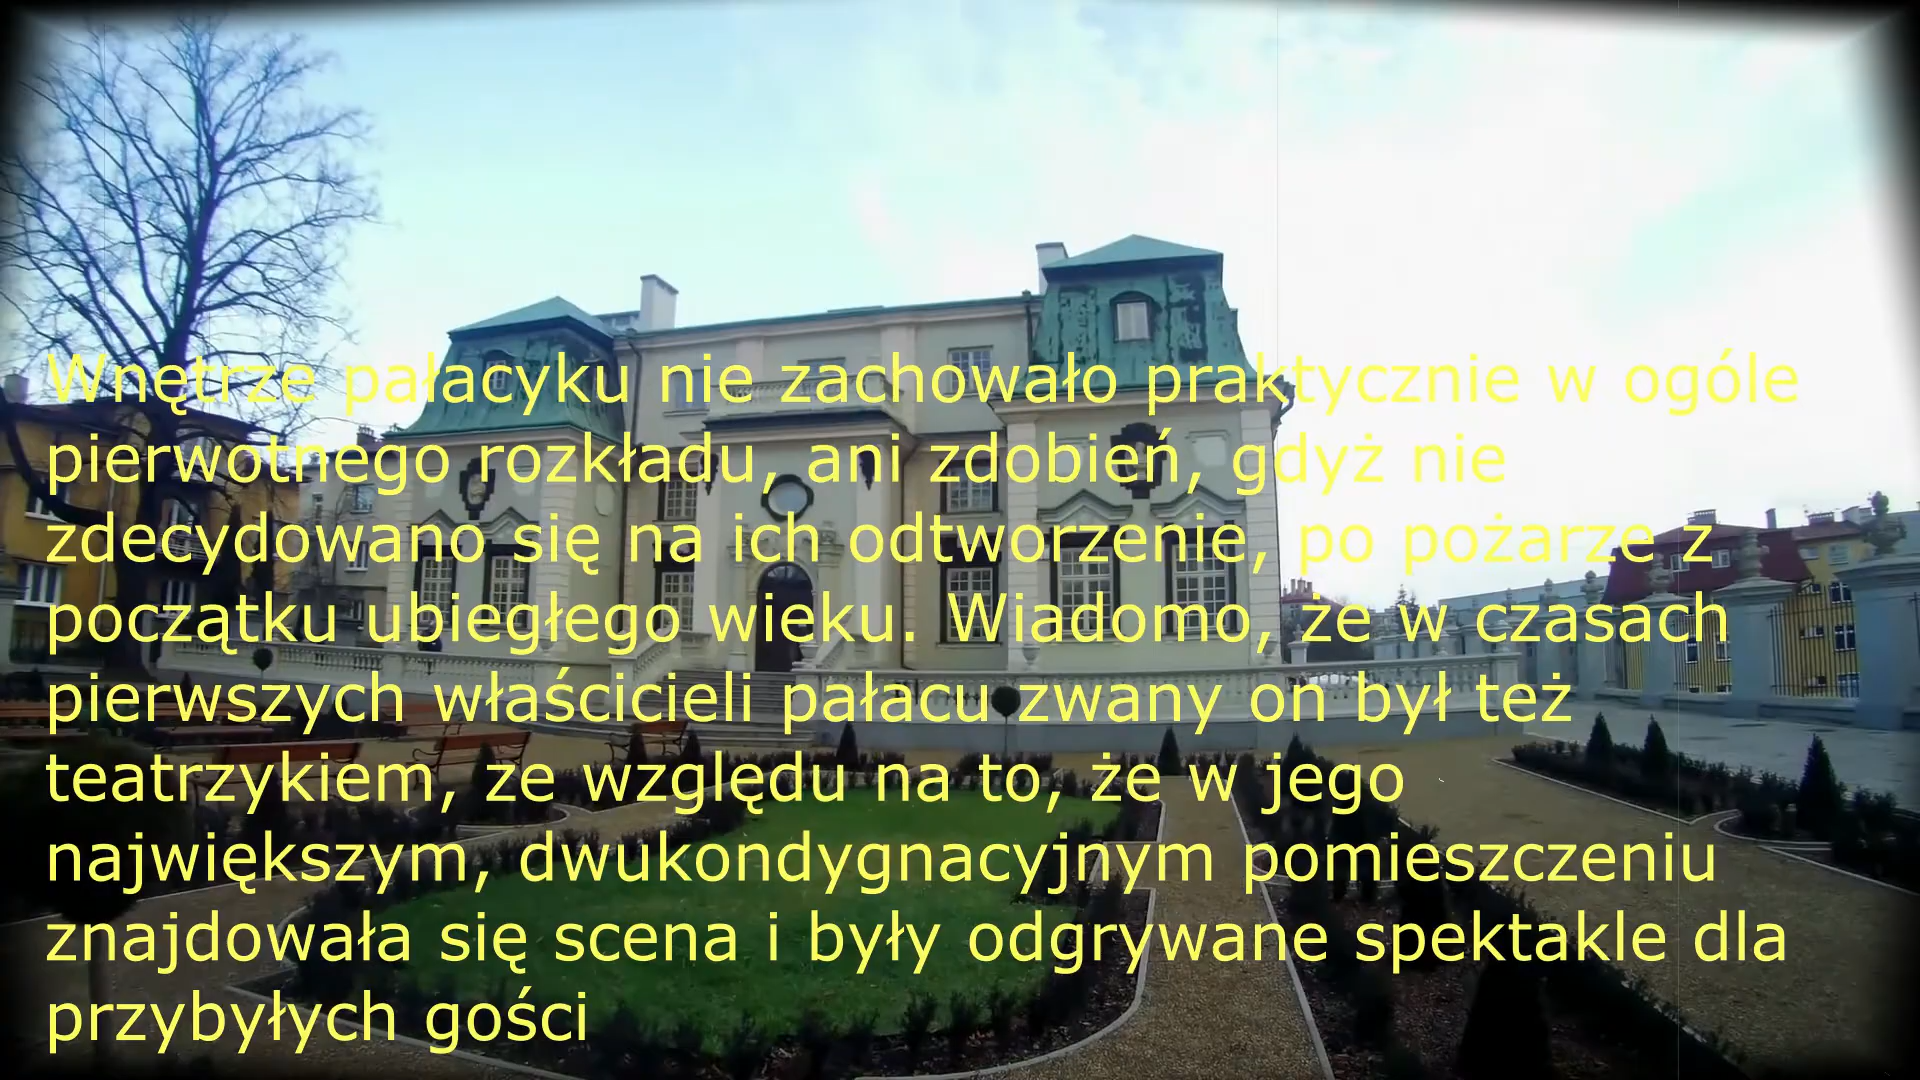 Wnętrze pałacyku nie zachowało praktycznie w ogóle
pierwotnego rozkładu, ani zdobień, gdyż nie
zdecydowano się na ich odtworzenie, po pożarze z
początku ubiegłego wieku. Wiadomo, że w czasach
pierwszych właścicieli pałacu zwany on był też
teatrzykiem, ze względu na to, że w jego
największym, dwukondygnacyjnym pomieszczeniu
znajdowała się scena i były odgrywane spektakle dla
przybyłych gości